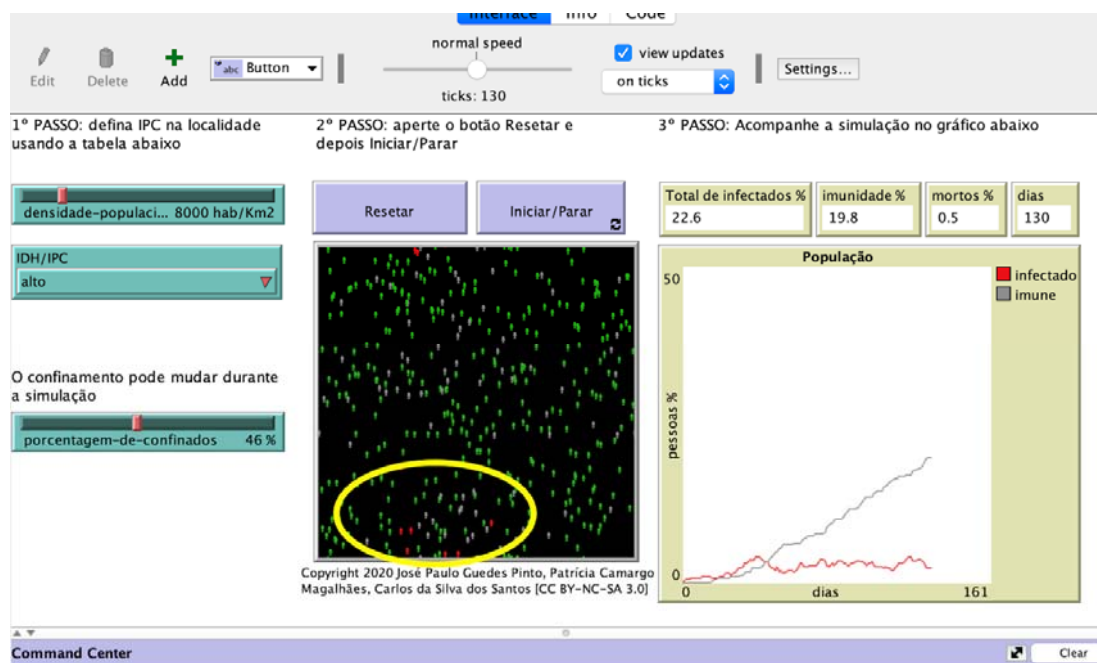 Interface Info Code
normal speed
view updates
Edit Delete Add abc Button on ticks Settings...
ticks: 130
1º PASSO: defina IPC na localidade
usando a tabela abaixo
2º PASSO: aperte o botão Resetar e
depois Iniciar/Parar
3º PASSO: Acompanhe a simulação no gráfico abaixo
densidade-populaci... 8000 hab/Km2
IDH/IPC
alto
O confinamento pode mudar durante
a simulação
porcentagem-de-confinados 46 %
Resetar Iniciar/Parar
Copyright 2020 José Paulo Guedes Pinto, Patrícia Camargo
Magalhães, Carlos da Silva dos Santos [CC BY-NC-SA 3.0]
Total de infectados % imunidade % mortos % dias
22.6 19.8 0.5 130
População
50
infectado
imune
pessoas %
0
0 dias 161
Command Center Clear